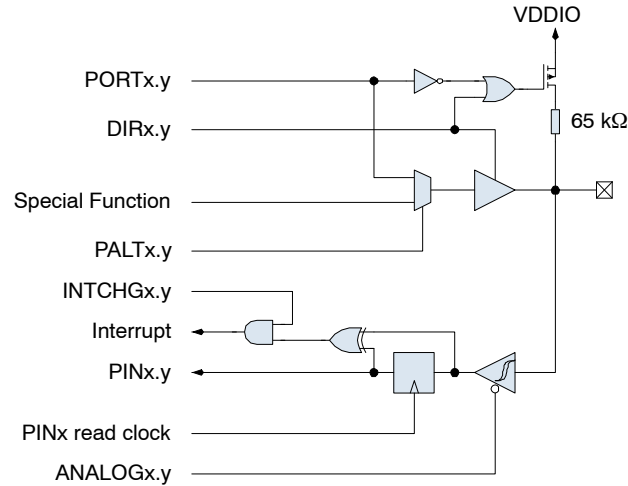 VDDIO
PORTx.y
DIRx.y
65 kΩ
Special Function
PALTx.y
INTCHGx.y
Interrupt
PINx.y
PINx read clock
ANALOGx.y